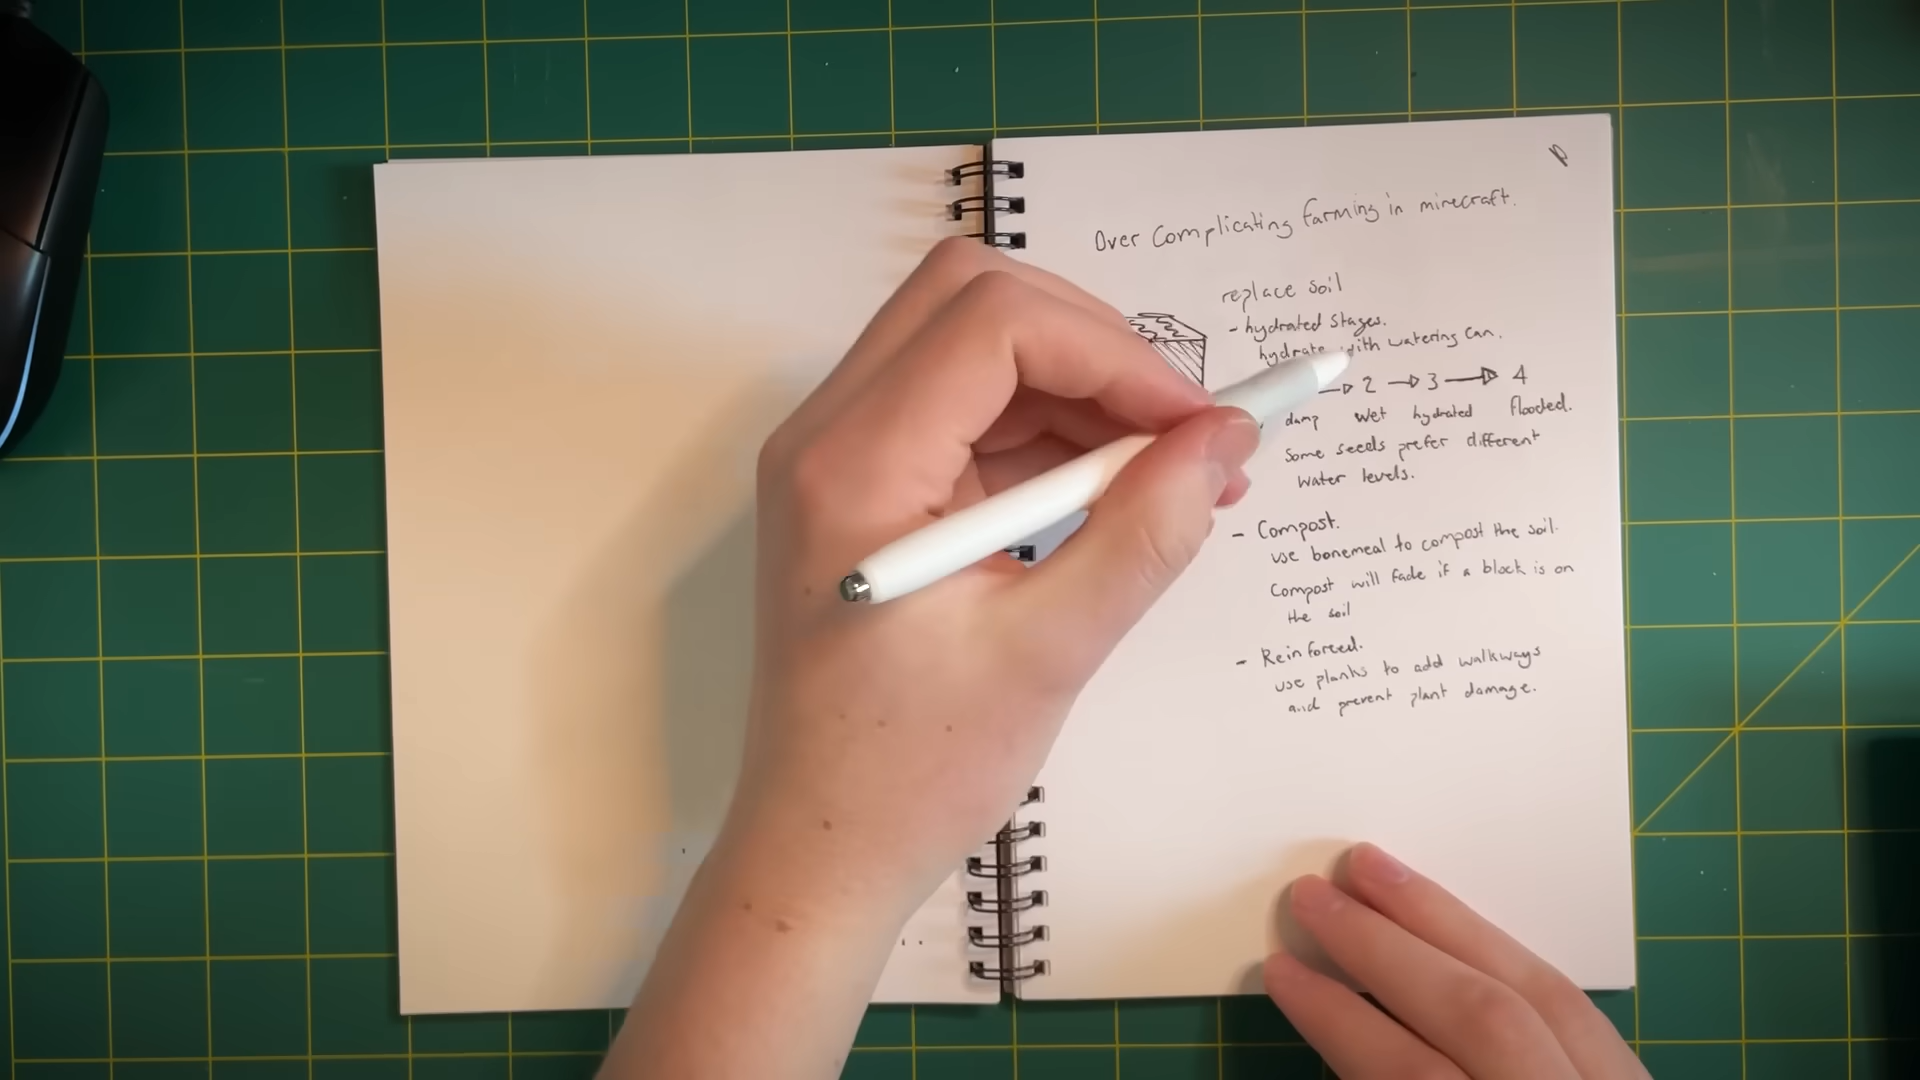 Over Complicating farming in minecraft.
replace soil
- hydrated Stages.
hydrate with watering can.
2 3 4
damp wet hydrated flooded.
Some seeds prefer different
water levels.
- Compost.
use bonemeal to compost the soil.
Compost will fade if a block is on
the soil
- Reinforced.
use planks to add walkways
and prevent plant damage.